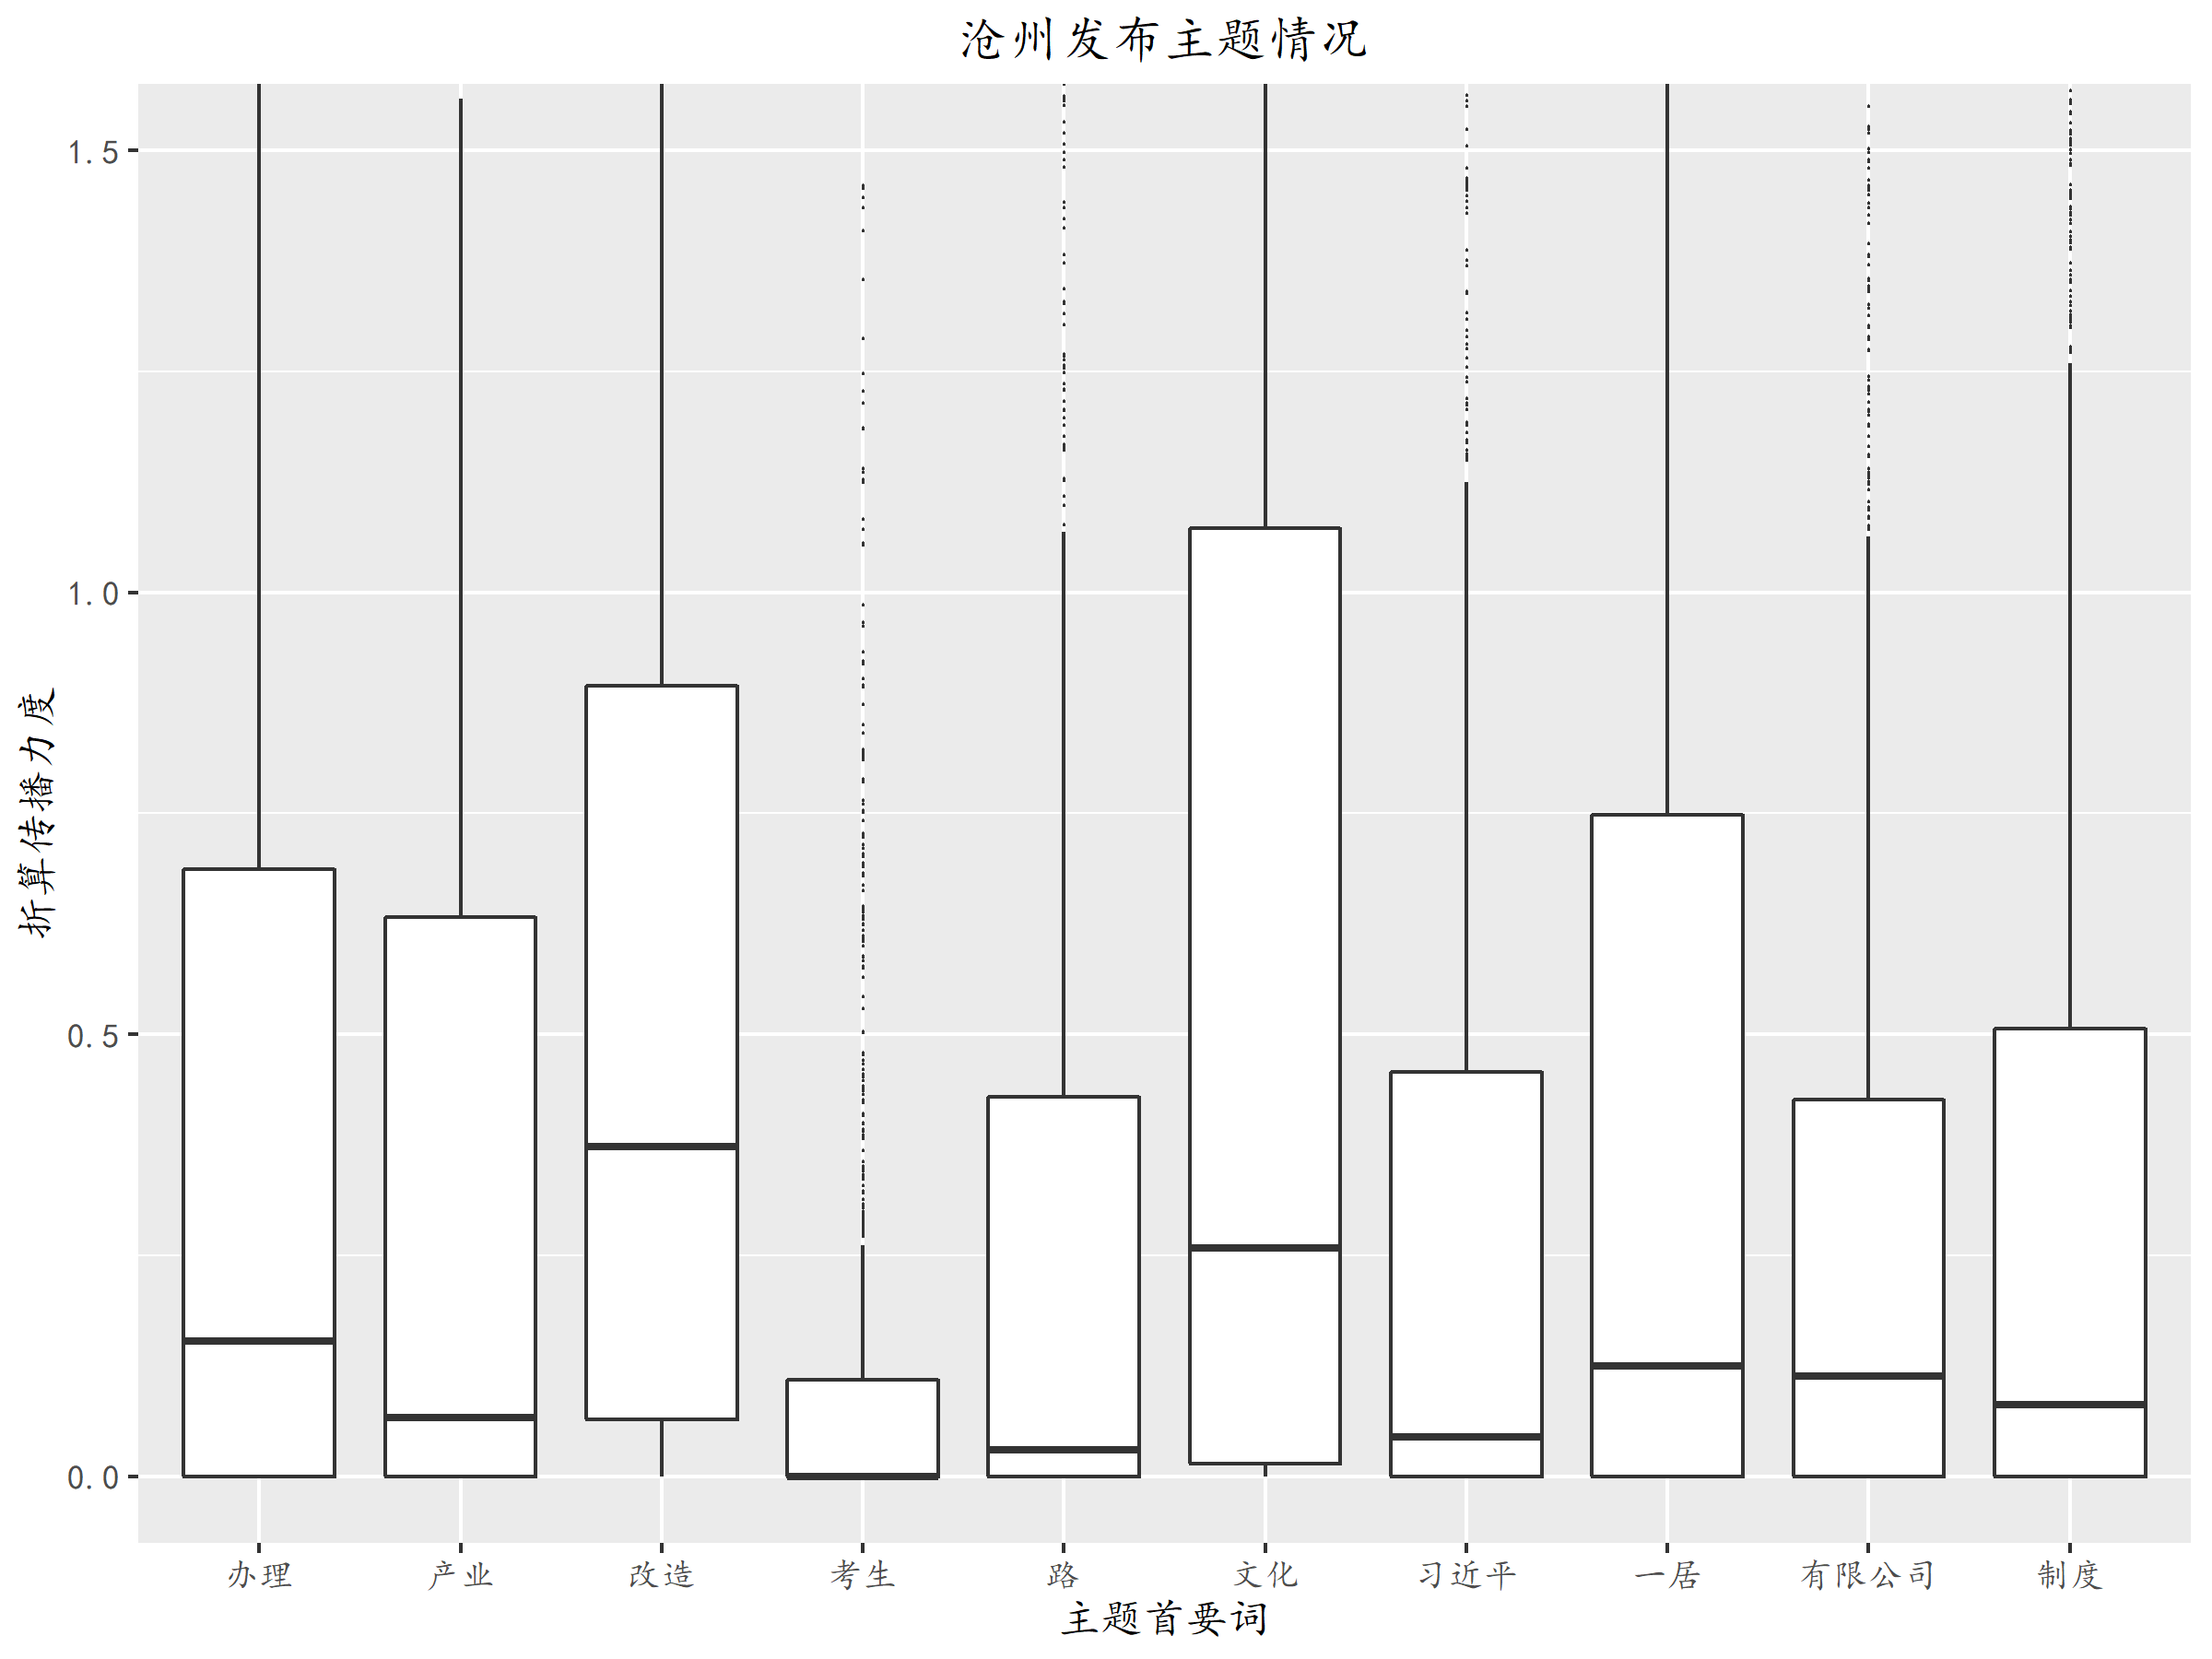 沧州发布主题情况
折算传播力度
1.5
1.0
0.5
0.0
办理 产业 改造 考生 路 文化 习近平 一居 有限公司 制度
主题首要词